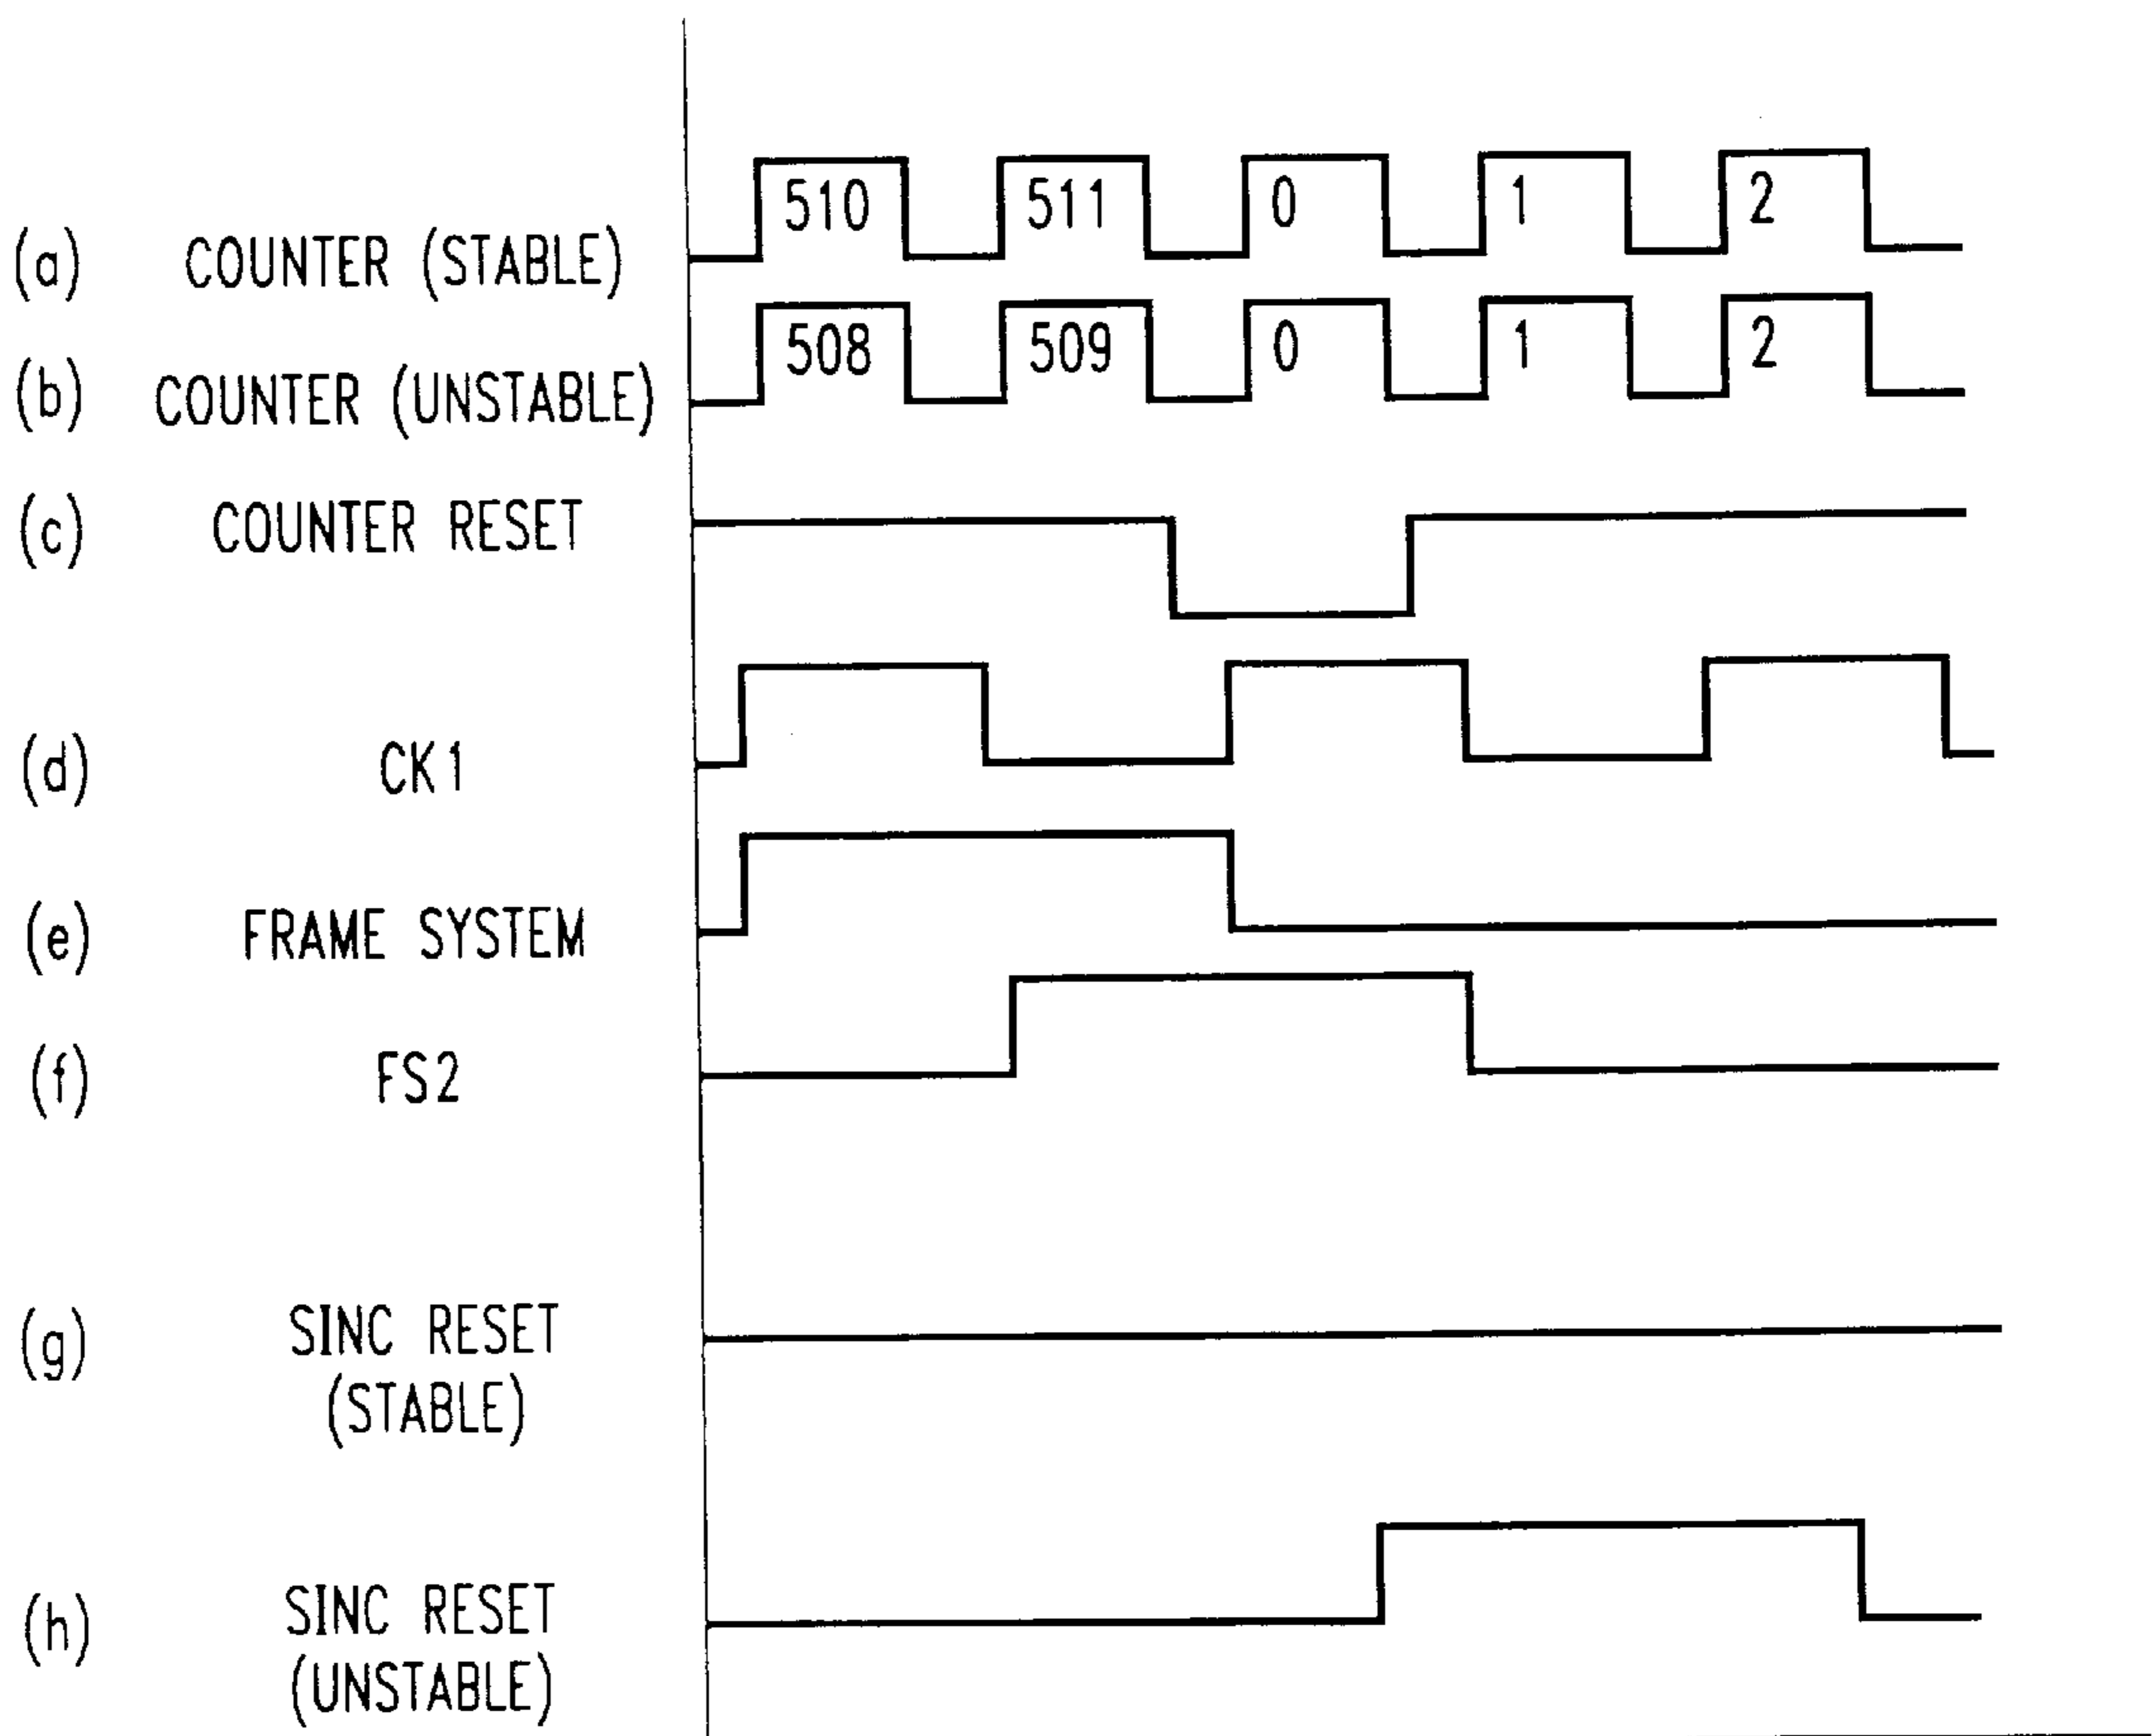 (a) COUNTER (STABLE) 510 511 0 1 2
(b) COUNTER (UNSTABLE) 508 509 0 1 2
(c) COUNTER RESET
(d) CK1
(e) FRAME SYSTEM
(f) FS2
(g) SINC RESET
(STABLE)
(h) SINC RESET
(UNSTABLE)